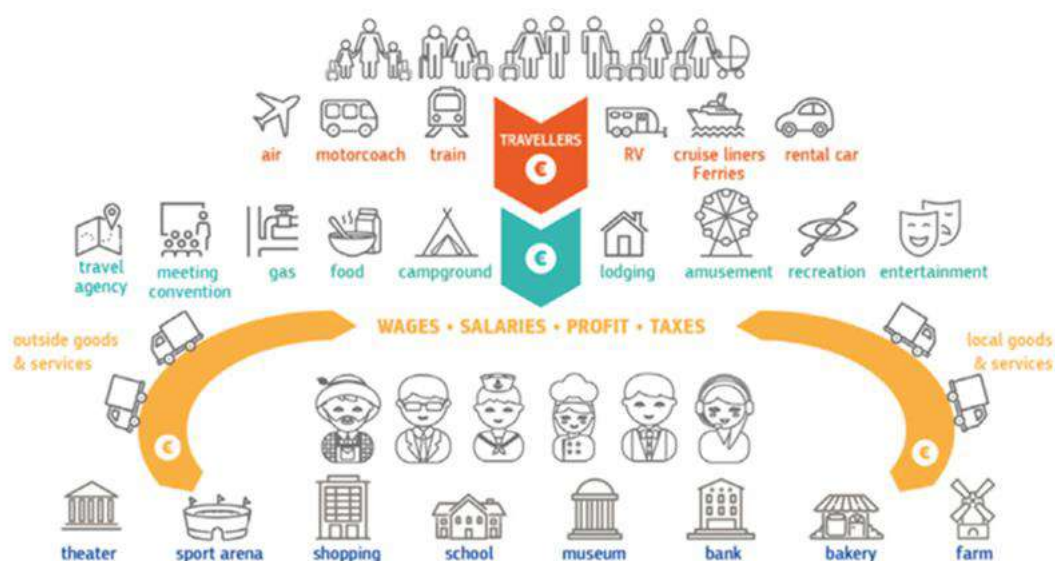 TRAVELLERS
€
air
motorcoach
train
RV
cruise liners
Ferries
rental car
€
travel
agency
meeting
convention
gas
food
campground
lodging
amusement
recreation
entertainment
WAGES • SALARIES • PROFIT • TAXES
outside goods
& services
local goods
& services
€
€
theater
sport arena
shopping
school
museum
bank
bakery
farm